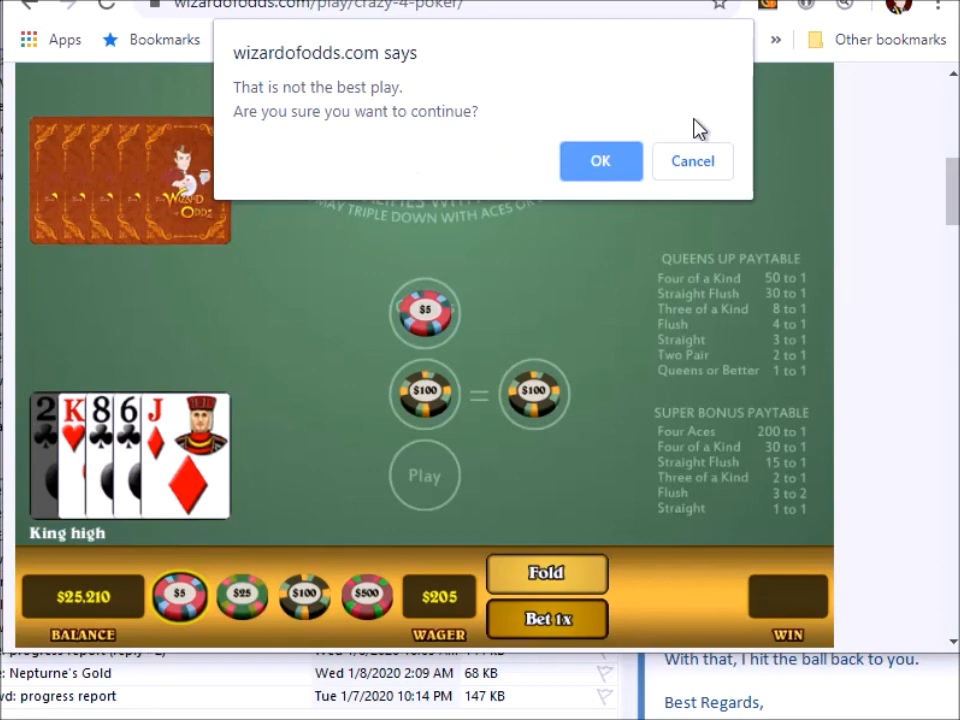 wizardofodds.com/play/crazy-4-poker/
Apps
Bookmarks
»
Other bookmarks
wizardofodds.com says
That is not the best play.
Are you sure you want to continue?
OK
Cancel
WIZARD
OF ODDS
MAY TRIPLE DOWN WITH ACES OR
QUEENS UP PAYTABLE
Four of a Kind 50 to 1
Straight Flush 30 to 1
Three of a Kind 8 to 1
Flush 4 to 1
Straight 3 to 1
Two Pair 2 to 1
Queens or Better 1 to 1
$5
$100 = $100
Play
SUPER BONUS PAYTABLE
Four Aces 200 to 1
Four of a Kind 30 to 1
Straight Flush 15 to 1
Three of a Kind 2 to 1
Flush 3 to 2
Straight 1 to 1
2 K 8 6 J
King high
Fold
Bet 1x
$25,210
$5
$25
$100
$500
$205
BALANCE
WAGER
WIN
: Nepturne's Gold Wed 1/8/2020 2:09 AM 68 KB
vd: progress report Tue 1/7/2020 10:14 PM 147 KB
With that, I hit the ball back to you.
Best Regards,